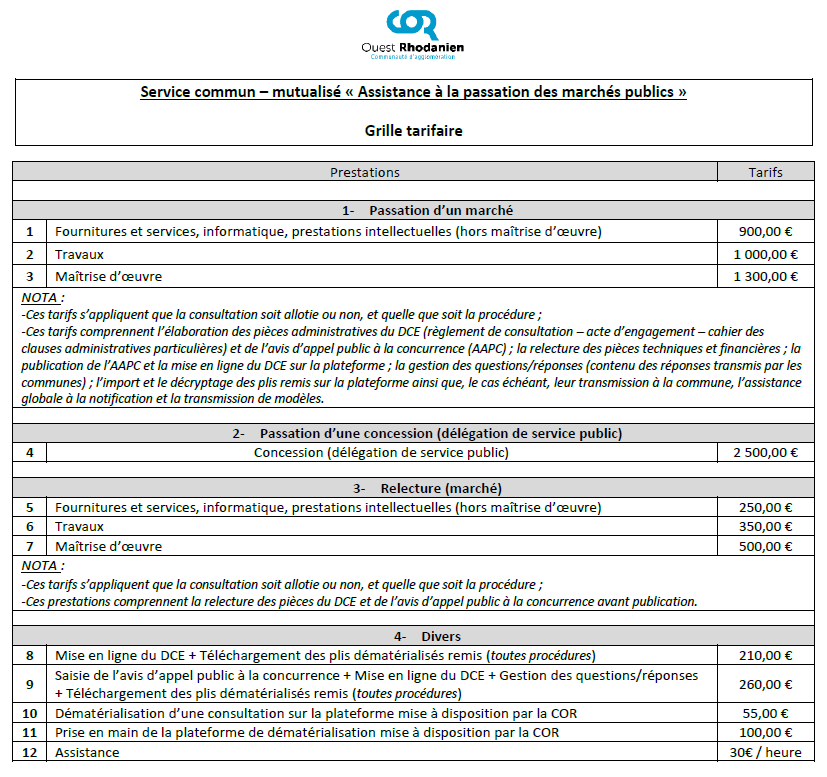 COR
Ouest Rhodanien
Communauté d'agglomération
Service commun – mutualisé « Assistance à la passation des marchés publics »
Grille tarifaire
Prestations Tarifs
1- Passation d'un marché
1 Fournitures et services, informatique, prestations intellectuelles (hors maîtrise d'œuvre) 900,00 €
2 Travaux 1 000,00 €
3 Maîtrise d'œuvre 1 300,00 €
NOTA :
-Ces tarifs s'appliquent que la consultation soit allotie ou non, et quelle que soit la procédure ;
-Ces tarifs comprennent l'élaboration des pièces administratives du DCE (règlement de consultation – acte d'engagement – cahier des
clauses administratives particulières) et de l'avis d'appel public à la concurrence (AAPC) ; la relecture des pièces techniques et financières ; la
publication de l'AAPC et la mise en ligne du DCE sur la plateforme ; la gestion des questions/réponses (contenu des réponses transmis par les
communes) ; l'import et le décryptage des plis remis sur la plateforme ainsi que, le cas échéant, leur transmission à la commune, l'assistance
globale à la notification et la transmission de modèles.
2- Passation d'une concession (délégation de service public)
4 Concession (délégation de service public) 2 500,00 €
3- Relecture (marché)
5 Fournitures et services, informatique, prestations intellectuelles (hors maîtrise d'œuvre) 250,00 €
6 Travaux 350,00 €
7 Maîtrise d'œuvre 500,00 €
NOTA :
-Ces tarifs s'appliquent que la consultation soit allotie ou non, et quelle que soit la procédure ;
-Ces prestations comprennent la relecture des pièces du DCE et de l'avis d'appel public à la concurrence avant publication.
4- Divers
8 Mise en ligne du DCE + Téléchargement des plis dématérialisés remis (toutes procédures) 210,00 €
9 Saisie de l'avis d'appel public à la concurrence + Mise en ligne du DCE + Gestion des questions/réponses
+ Téléchargement des plis dématérialisés remis (toutes procédures) 260,00 €
10 Dématérialisation d'une consultation sur la plateforme mise à disposition par la COR 55,00 €
11 Prise en main de la plateforme de dématérialisation mise à disposition par la COR 100,00 €
12 Assistance 30€ / heure